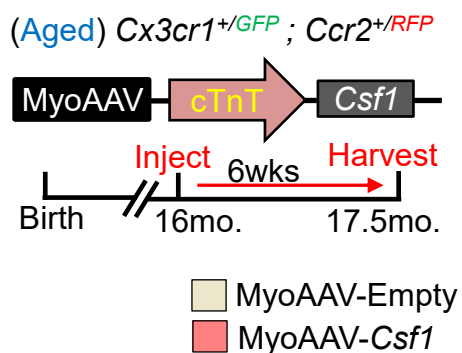 (Aged) Cx3cr1+/GFP ; Ccr2+/RFP
MyoAAV cTnT Csf1
Inject 6wks Harvest
Birth 16mo. 17.5mo.
MyoAAV-Empty
MyoAAV-Csf1